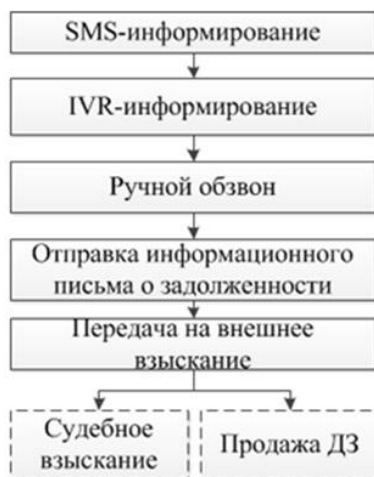 SMS-информирование
IVR-информирование
Ручной обзвон
Отправка информационного
письма о задолженности
Передача на внешнее
взыскание
Судебное
взыскание
Продажа ДЗ